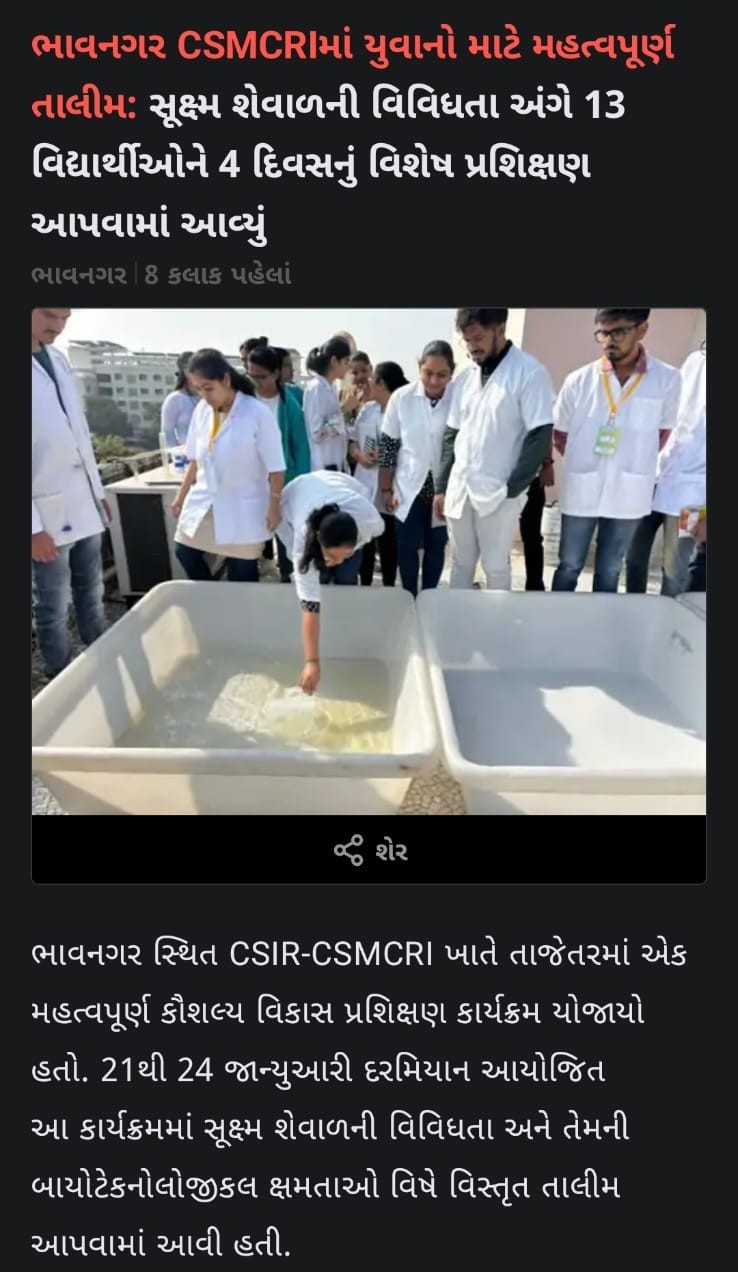 ભાવનગર CSMCRIમાં યુવાનો માટે મહત્વપૂર્ણ
તાલીમ: સૂક્ષ્મ શેવાળની વિવિધતા અંગે 13
વિદ્યાર્થીઓને 4 દિવસનું વિશેષ પ્રશિક્ષણ
આપવામાં આવ્યું
ભાવનગર | 8 કલાક પહેલાં
શેર
ભાવનગર સ્થિત CSIR-CSMCRI ખાતે તાજેતરમાં એક
મહત્વપૂર્ણ કૌશલ્ય વિકાસ પ્રશિક્ષણ કાર્યક્રમ યોજાયો
હતો. 21થી 24 જાન્યુઆરી દરમિયાન આયોજિત
આ કાર્યક્રમમાં સૂક્ષ્મ શેવાળની વિવિધતા અને તેમની
બાયોટેકનોલોજીકલ ક્ષમતાઓ વિષે વિસ્તૃત તાલીમ
આપવામાં આવી હતી.